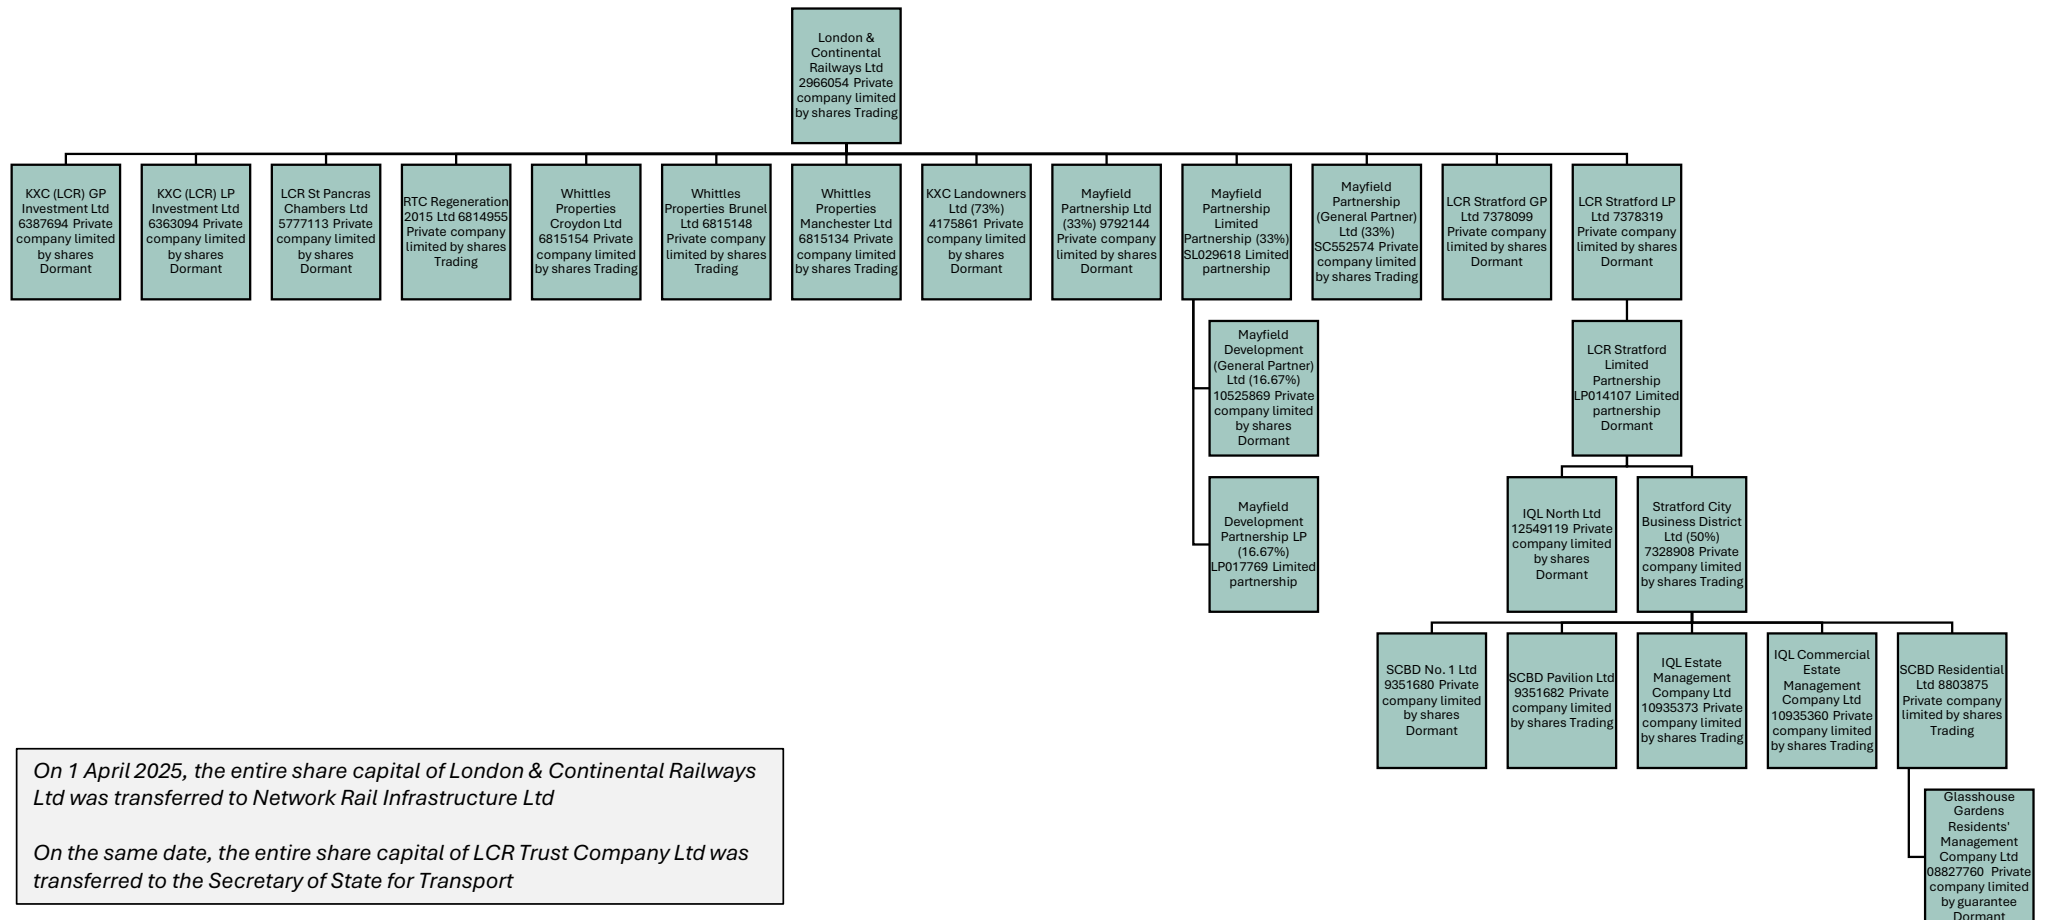 London &
Continental
Railways Ltd
2966054 Private
company limited
by shares Trading
KXC (LCR) GP
Investment Ltd
6387694 Private
company limited
by shares
Dormant
KXC (LCR) LP
Investment Ltd
6363094 Private
company limited
by shares
Dormant
LCR St Pancras
Chambers Ltd
5777113 Private
company limited
by shares
Dormant
RTC Regeneration
2015 Ltd 6814955
Private company
limited by shares
Trading
Whittles
Properties
Croydon Ltd
6815154 Private
company limited
by shares Trading
Whittles
Properties Brunel
Ltd 6815148
Private company
limited by shares
Trading
Whittles
Properties
Manchester Ltd
6815134 Private
company limited
by shares Trading
KXC Landowners
Ltd (73%)
4175861 Private
company limited
by shares
Dormant
Mayfield
Partnership Ltd
(33%) 9792144
Private company
limited by shares
Dormant
Mayfield
Partnership
Limited
Partnership (33%)
SL029618 Limited
partnership
Mayfield
Partnership
(General Partner)
Ltd (33%)
SC552574 Private
company limited
by shares Trading
LCR Stratford GP
Ltd 7378099
Private company
limited by shares
Dormant
LCR Stratford LP
Ltd 7378319
Private company
limited by shares
Dormant
Mayfield
Development
(General Partner)
Ltd (16.67%)
10525869 Private
company limited
by shares
Dormant
LCR Stratford
Limited
Partnership
LP014107 Limited
partnership
Dormant
Mayfield
Development
Partnership LP
(16.67%)
LP017769 Limited
partnership
IQL North Ltd
12549119 Private
company limited
by shares
Dormant
Stratford City
Business District
Ltd (50%)
7328908 Private
company limited
by shares Trading
SCBD No. 1 Ltd
9351680 Private
company limited
by shares
Dormant
SCBD Pavilion Ltd
9351682 Private
company limited
by shares Trading
IQL Estate
Management
Company Ltd
10935373 Private
company limited
by shares Trading
IQL Commercial
Estate
Management
Company Ltd
10935360 Private
company limited
by shares Trading
SCBD Residential
Ltd 8803875
Private company
limited by shares
Trading
Glasshouse
Gardens
Residents'
Management
Company Ltd
08827760 Private
company limited
by guarantee
Dormant
On 1 April 2025, the entire share capital of London & Continental Railways
Ltd was transferred to Network Rail Infrastructure Ltd
On the same date, the entire share capital of LCR Trust Company Ltd was
transferred to the Secretary of State for Transport